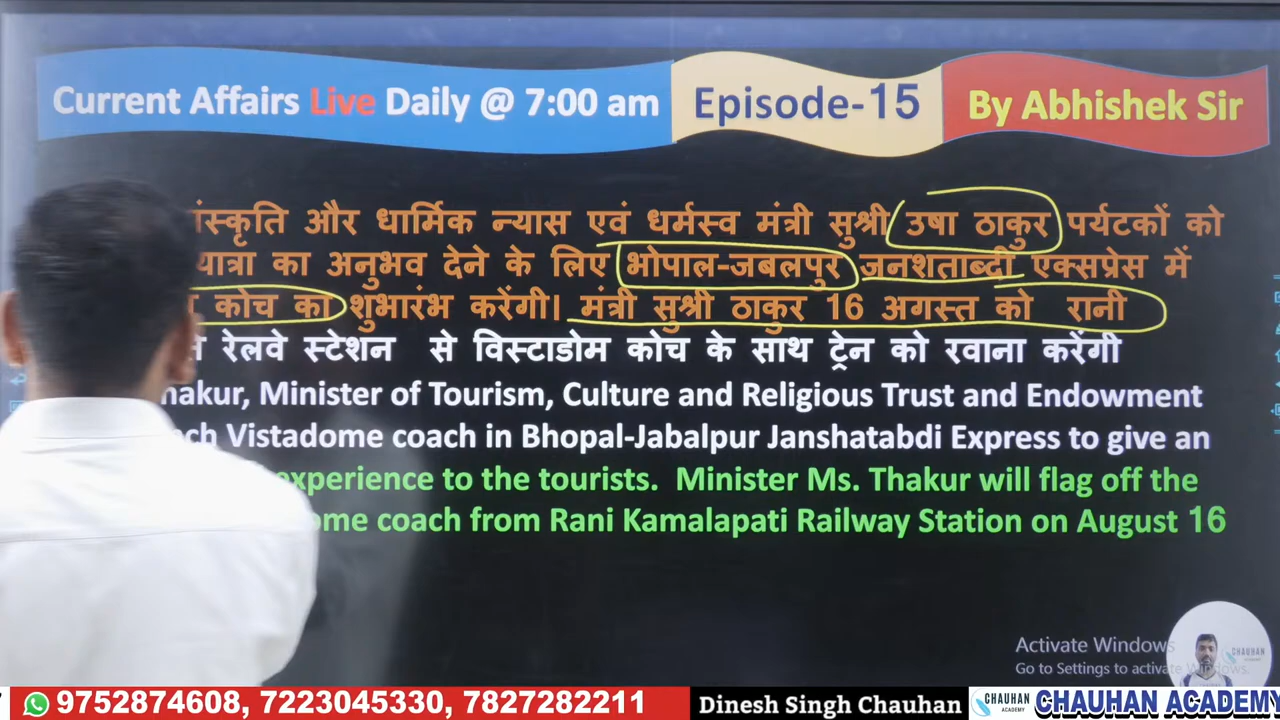 Current Affairs Live Daily @ 7:00 am Episode-15 By Abhishek Sir
और धार्मिक न्यास एवं धर्मस्व मंत्री सुश्री उषा ठाकुर पर्यटकों को
यात्रा का अनुभव देने के लिए भोपाल-जबलपुर जनशताब्दी एक्सप्रेस में
कोच का शुभारंभ करेंगी। मंत्री सुश्री ठाकुर 16 अगस्त को रानी
रेलवे स्टेशन से विस्टाडोम कोच के साथ ट्रेन को रवाना करेंगी
Minister of Tourism, Culture and Religious Trust and Endowment
Vistadome coach in Bhopal-Jabalpur Janshatabdi Express to give an
experience to the tourists. Minister Ms. Thakur will flag off the
coach from Rani Kamalapati Railway Station on August 16
Activate Windows
Go to Settings to activate Windows.
CHAUHAN
ACADEMY
9752874608, 7223045330, 7827282211 Dinesh Singh Chauhan CHAUHAN ACADEMY CHAUHAN ACADEMY